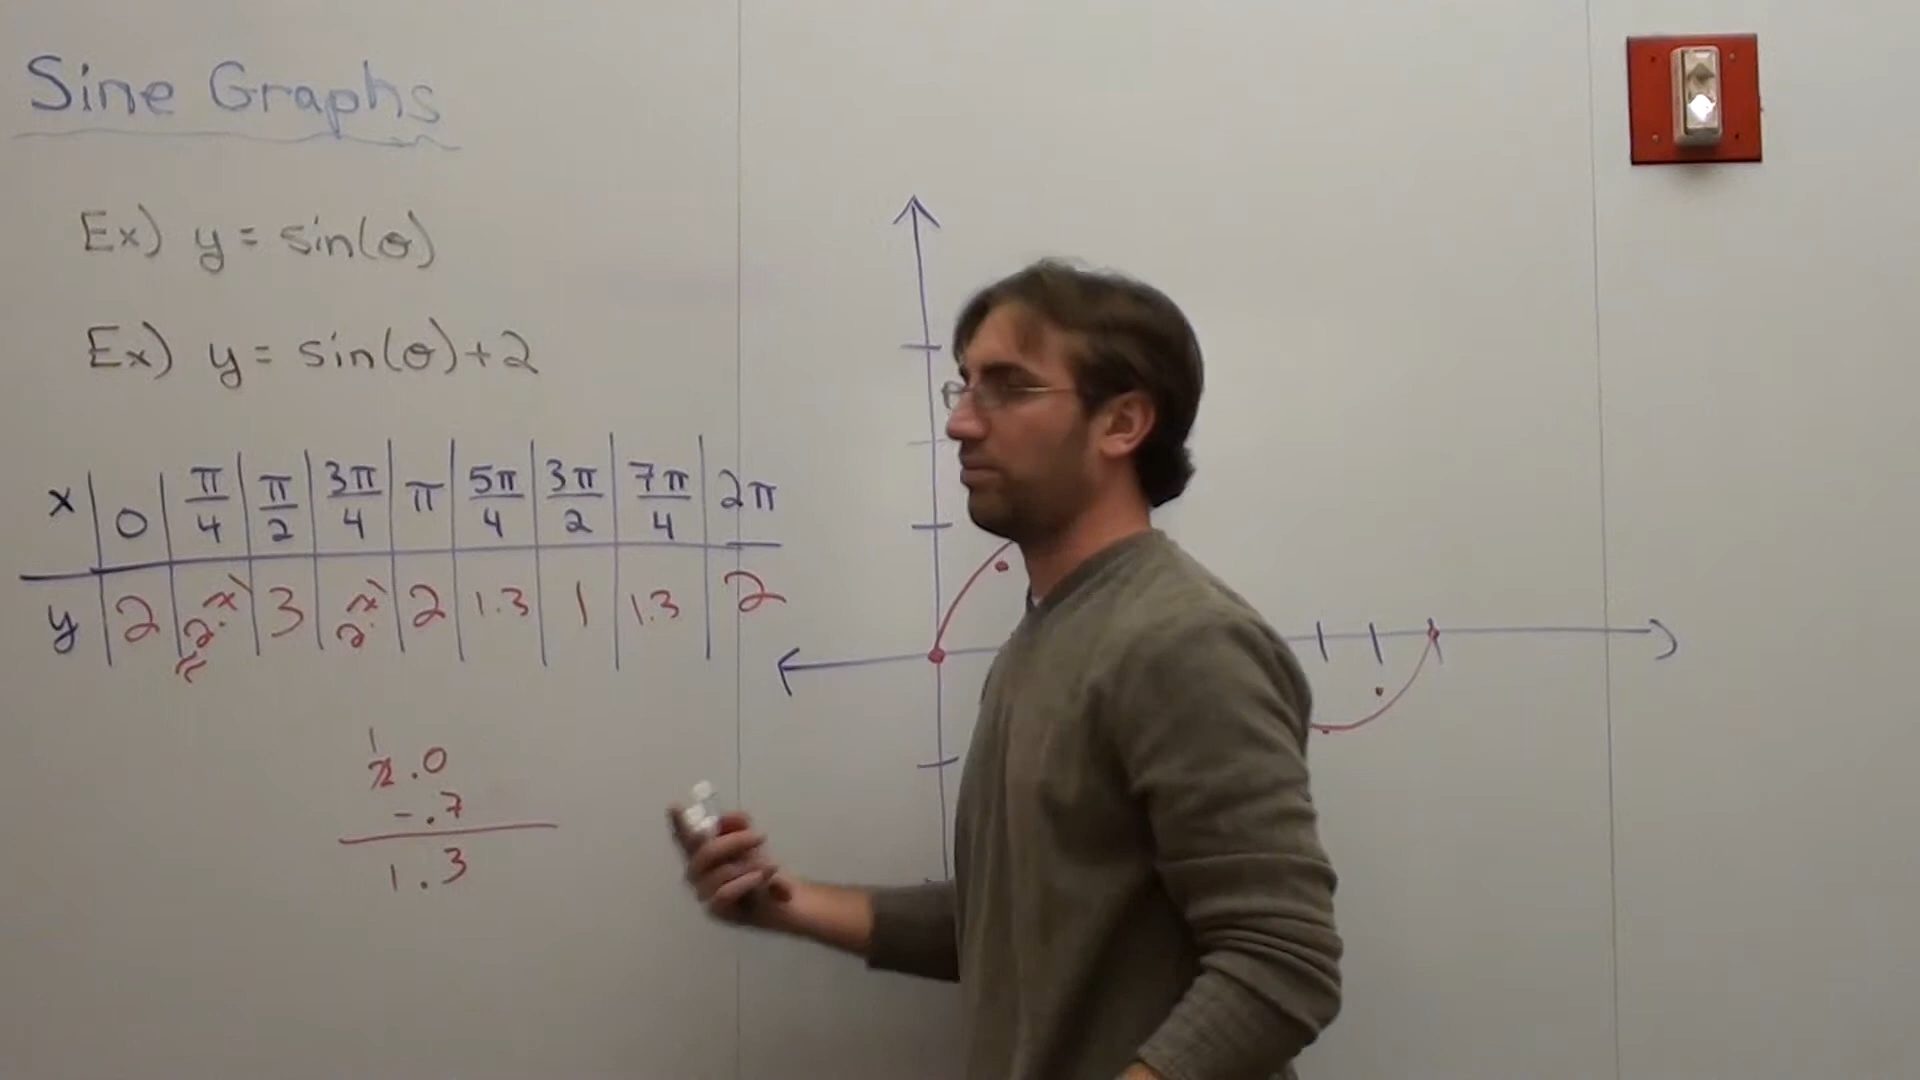 Sine Graphs
Ex) y = sin(θ)
Ex) y = sin(θ)+2
x 0 π/4 π/2 3π/4 π 5π/4 3π/2 7π/4 2π
y 2 3 2 1.3 1 1.3 2
1
2.0
-.7
1.3